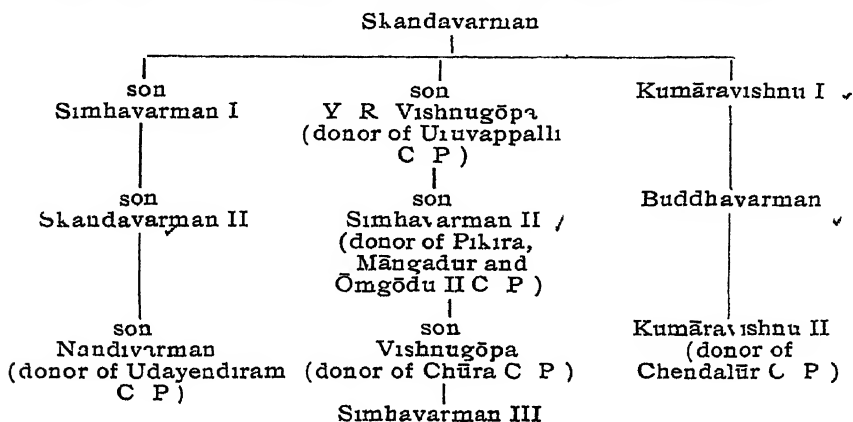 Skandavarman
son
Simhavarman I
son
Y R Vishnugōpa
(donor of Uruvappalli
C P )
Kumāravishnu I
son
Skandavarman II
son
Simhavarman II
(donor of Pikira,
Māngadur and
Ōmgōdu II C P )
Buddhavarman
son
Nandivarman
(donor of Udayendiram
C P )
son
Vishnugōpa
(donor of Chūra C P )
Simhavarman III
Kumāravishnu II
(donor of
Chendalūr C P )